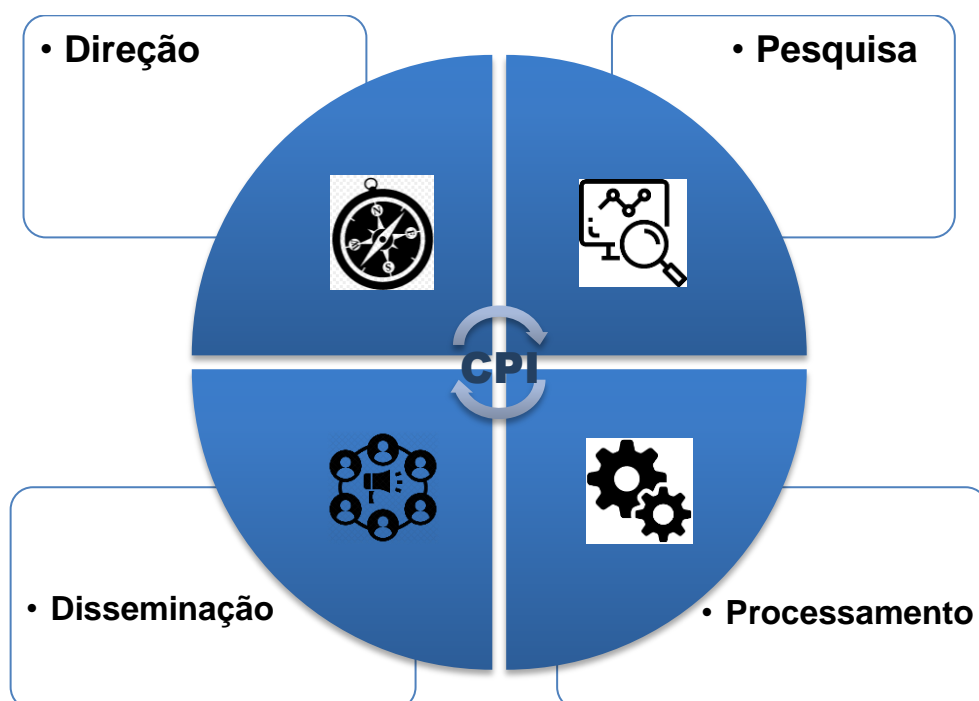 • Direção
• Pesquisa
CPI
• Disseminação
• Processamento